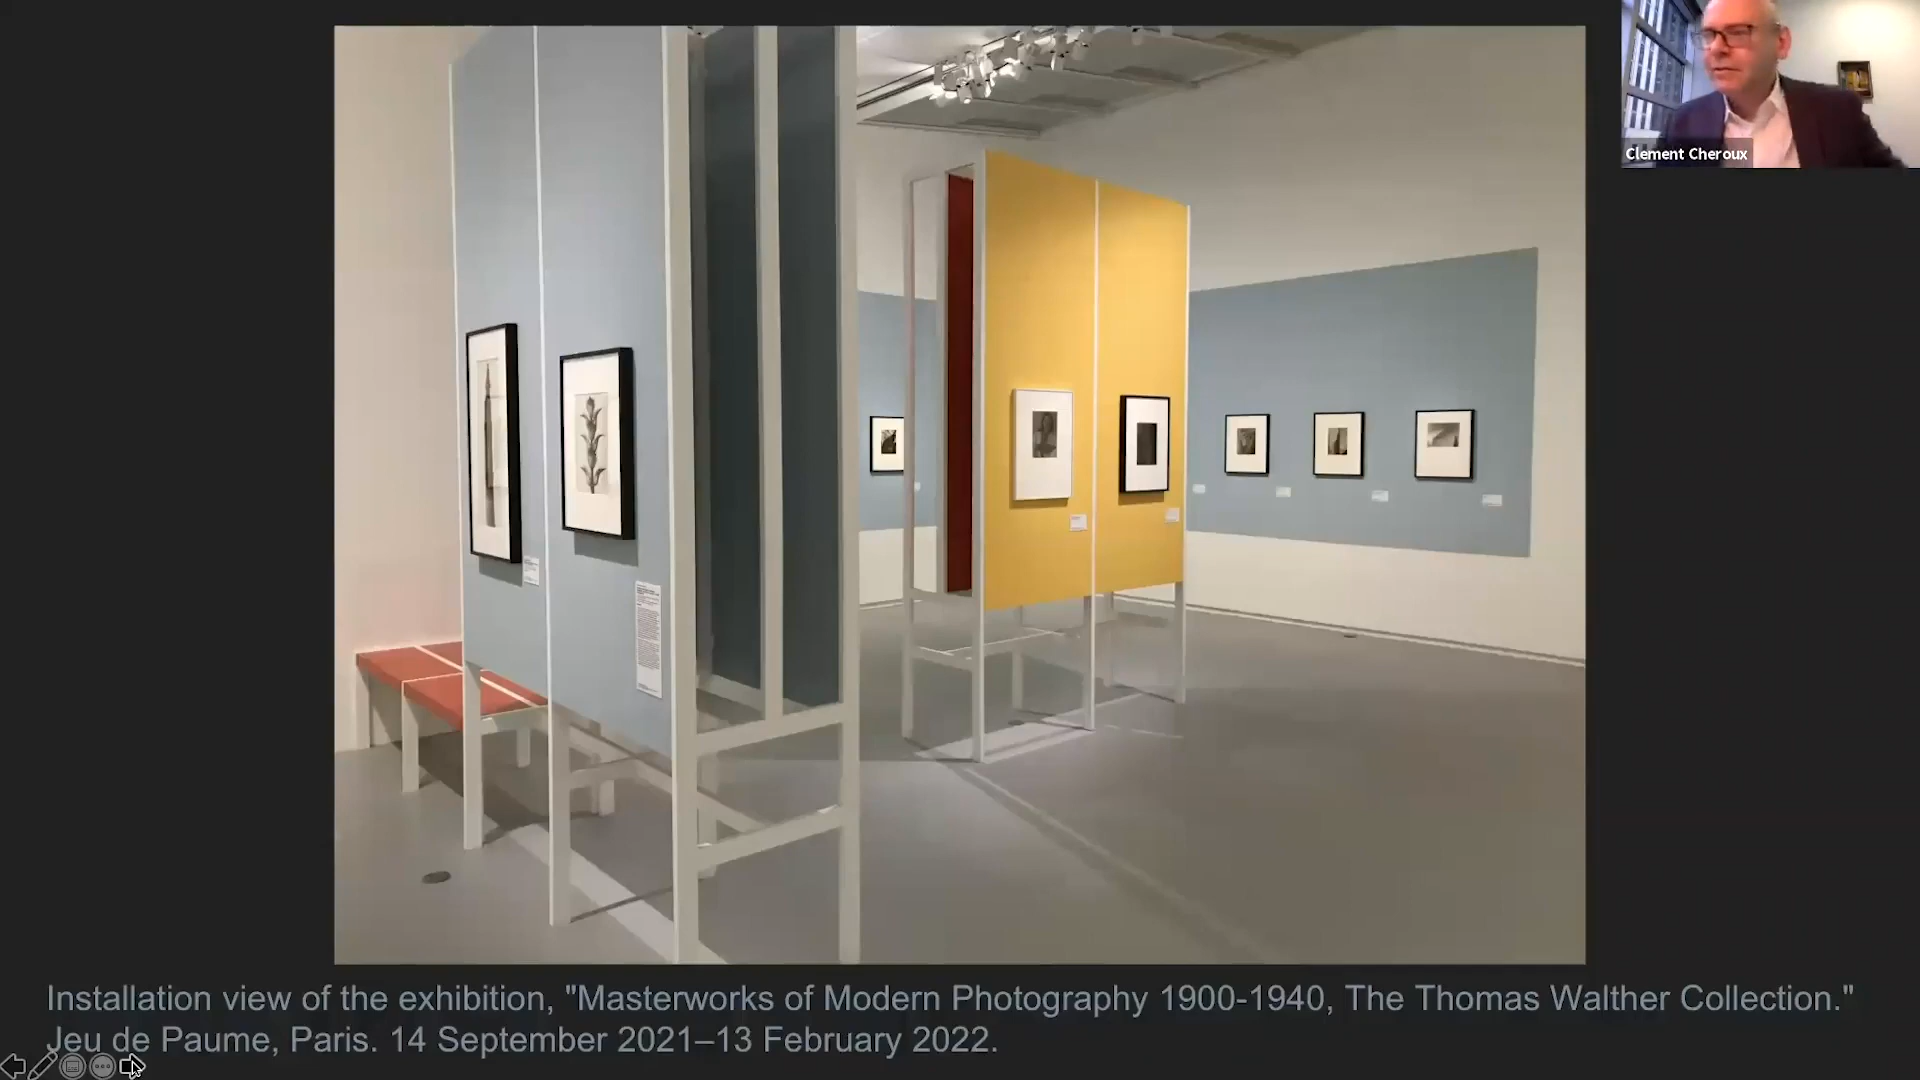 Clement Cheroux
Installation view of the exhibition, "Masterworks of Modern Photography 1900-1940, The Thomas Walther Collection."
Jeu de Paume, Paris. 14 September 2021–13 February 2022.